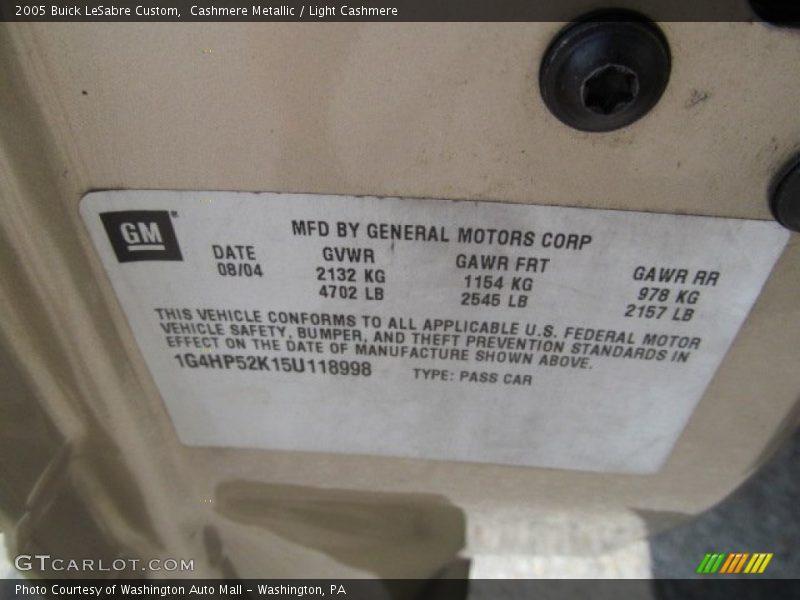 2005 Buick LeSabre Custom,  Cashmere Metallic / Light Cashmere
GM
MFD BY GENERAL MOTORS CORP
DATE GVWR GAWR FRT GAWR RR
08/04 2132 KG 1154 KG 978 KG
4702 LB 2545 LB 2157 LB
THIS VEHICLE CONFORMS TO ALL APPLICABLE U.S. FEDERAL MOTOR
VEHICLE SAFETY, BUMPER, AND THEFT PREVENTION STANDARDS IN
EFFECT ON THE DATE OF MANUFACTURE SHOWN ABOVE.
1G4HP52K15U118998 TYPE: PASS CAR
GTCARLOT.COM
Photo Courtesy of Washington Auto Mall - Washington, PA